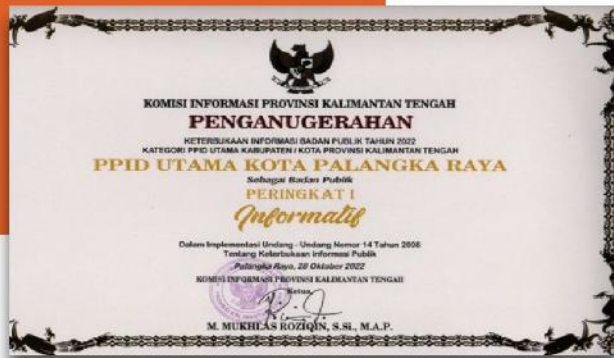 KOMISI INFORMASI PROVINSI KALIMANTAN TENGAH
PENGANUGERAHAN
KETERBUKAAN INFORMASI BADAN PUBLIK TAHUN 2022
KATEGORI PPID UTAMA KABUPATEN / KOTA PROVINSI KALIMANTAN TENGAH
PPID UTAMA KOTA PALANGKA RAYA
Sebagai Badan Publik
PERINGKAT I
Informatif
Dalam Implementasi Undang - Undang Nomor 14 Tahun 2008
Tentang Keterbukaan Informasi Publik
Palangka Raya, 28 Oktober 2022
KOMISI INFORMASI PROVINSI KALIMANTAN TENGAH
Ketua,
M. MUKHLAS ROZIQIN, S.SI., M.A.P.